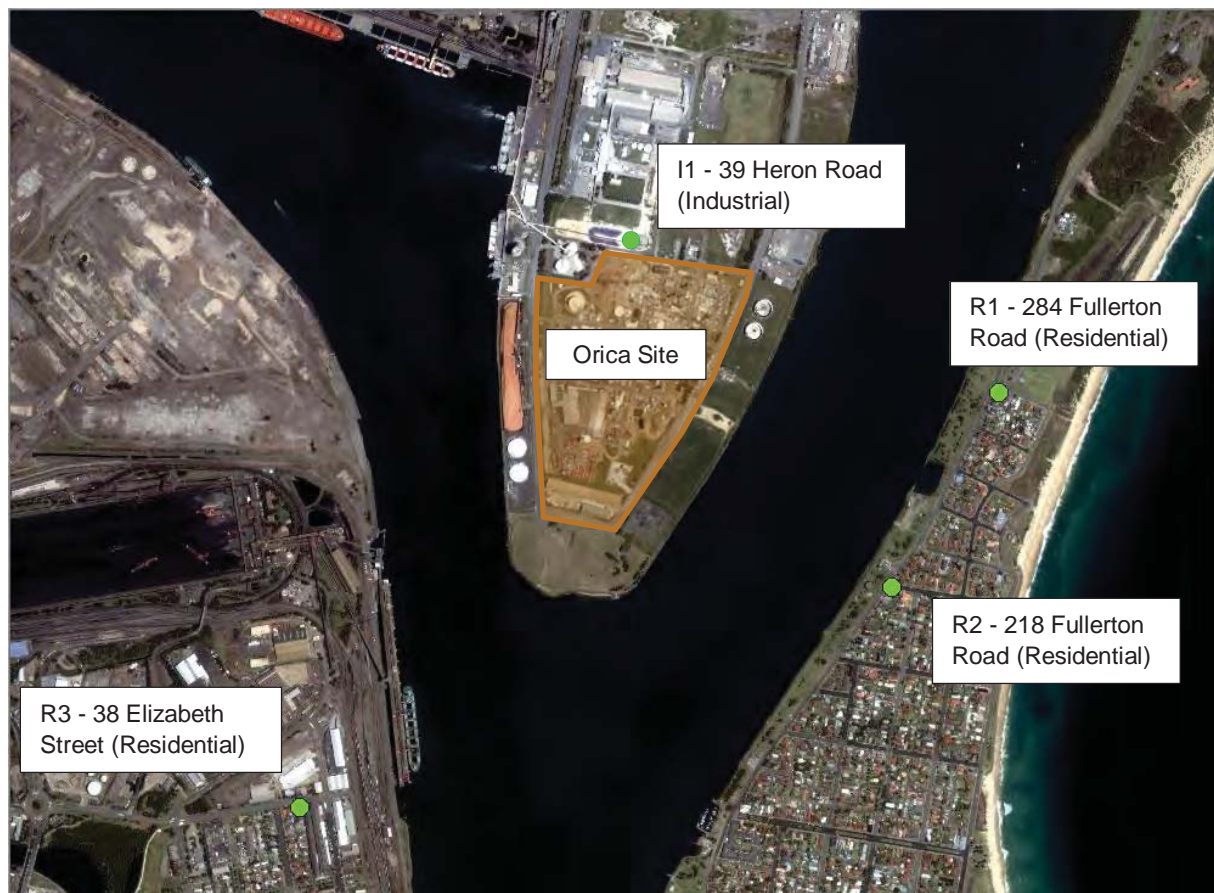 I1 - 39 Heron Road
(Industrial)
R1 - 284 Fullerton
Road (Residential)
Orica Site
R2 - 218 Fullerton
Road (Residential)
R3 - 38 Elizabeth
Street (Residential)